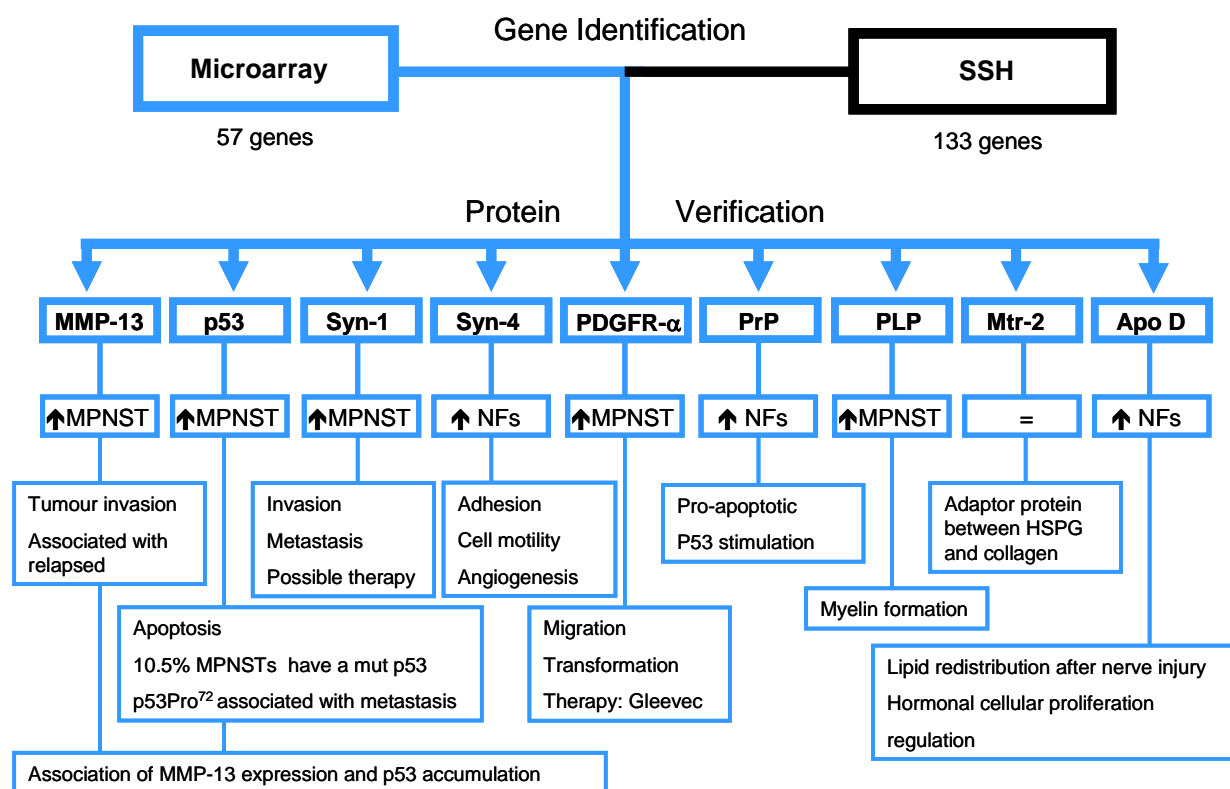 Gene Identification
Microarray
SSH
57 genes
133 genes
Protein Verification
MMP-13
p53
Syn-1
Syn-4
PDGFR-α
PrP
PLP
Mtr-2
Apo D
↑MPNST
↑MPNST
↑MPNST
↑ NFs
↑MPNST
↑ NFs
↑MPNST
=
↑ NFs
Tumour invasion
Associated with
relapsed
Invasion
Metastasis
Possible therapy
Adhesion
Cell motility
Angiogenesis
Pro-apoptotic
P53 stimulation
Adaptor protein
between HSPG
and collagen
Myelin formation
Apoptosis
10.5% MPNSTs have a mut p53
p53Pro⁷² associated with metastasis
Migration
Transformation
Therapy: Gleevec
Lipid redistribution after nerve injury
Hormonal cellular proliferation
regulation
Association of MMP-13 expression and p53 accumulation